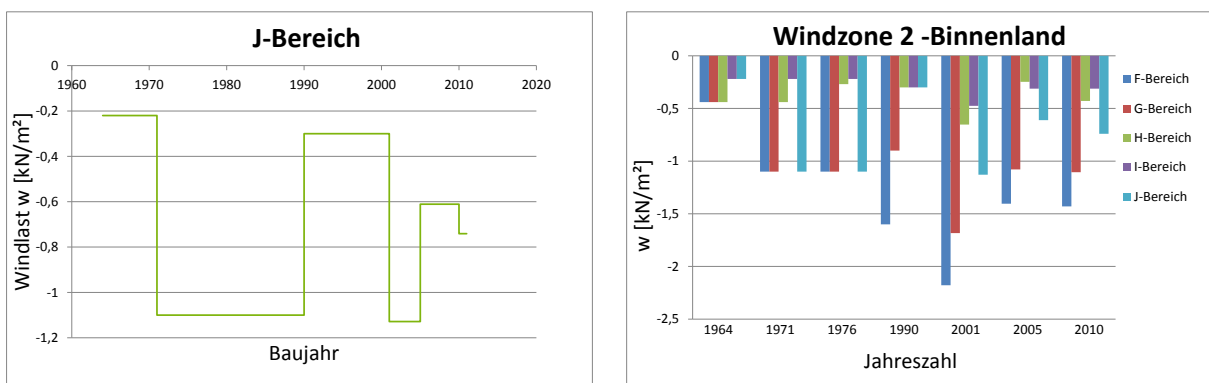 J-Bereich
0
1960
1970
1980
1990
2000
2010
2020
-0,2
-0,4
-0,6
-0,8
-1
-1,2
Windlast w [kN/m²]
Baujahr
Windzone 2 -Binnenland
0
-0,5
-1
-1,5
-2
-2,5
w [kN/m²]
1964
1971
1976
1990
2001
2005
2010
Jahreszahl
F-Bereich
G-Bereich
H-Bereich
I-Bereich
J-Bereich